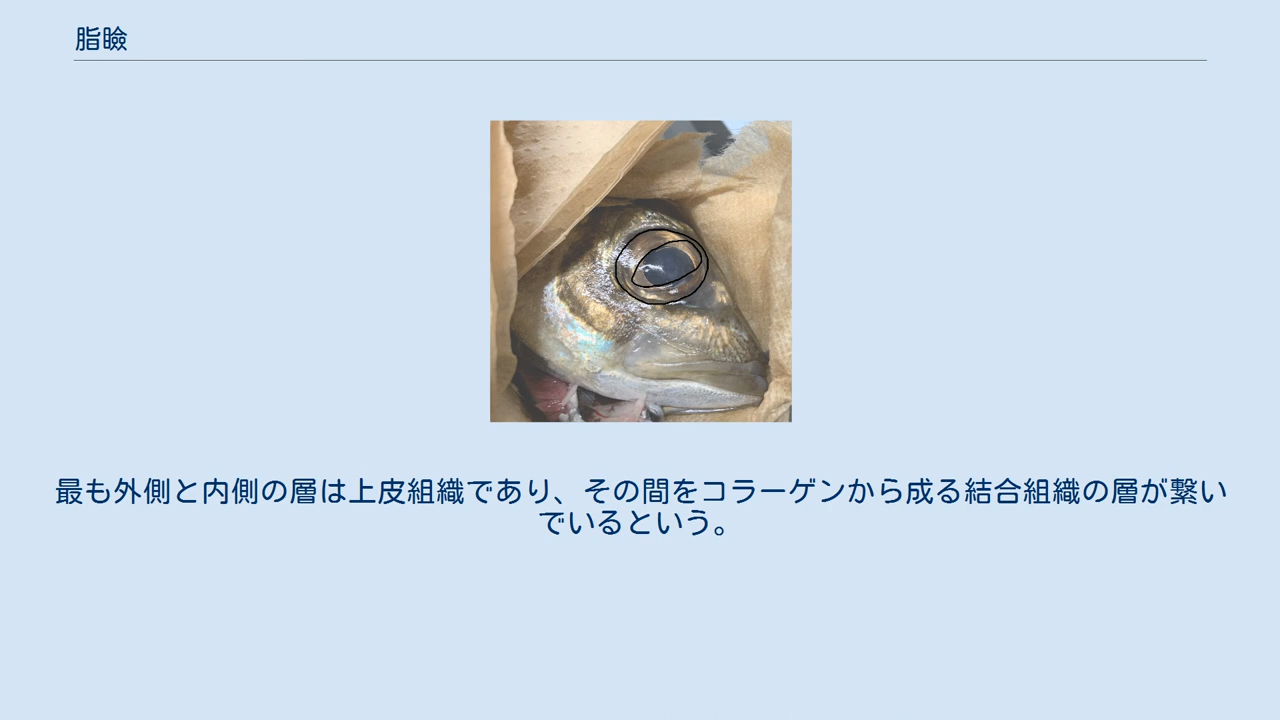 脂瞼
最も外側と内側の層は上皮組織であり、その間をコラーゲンから成る結合組織の層が繋い
でいるという。